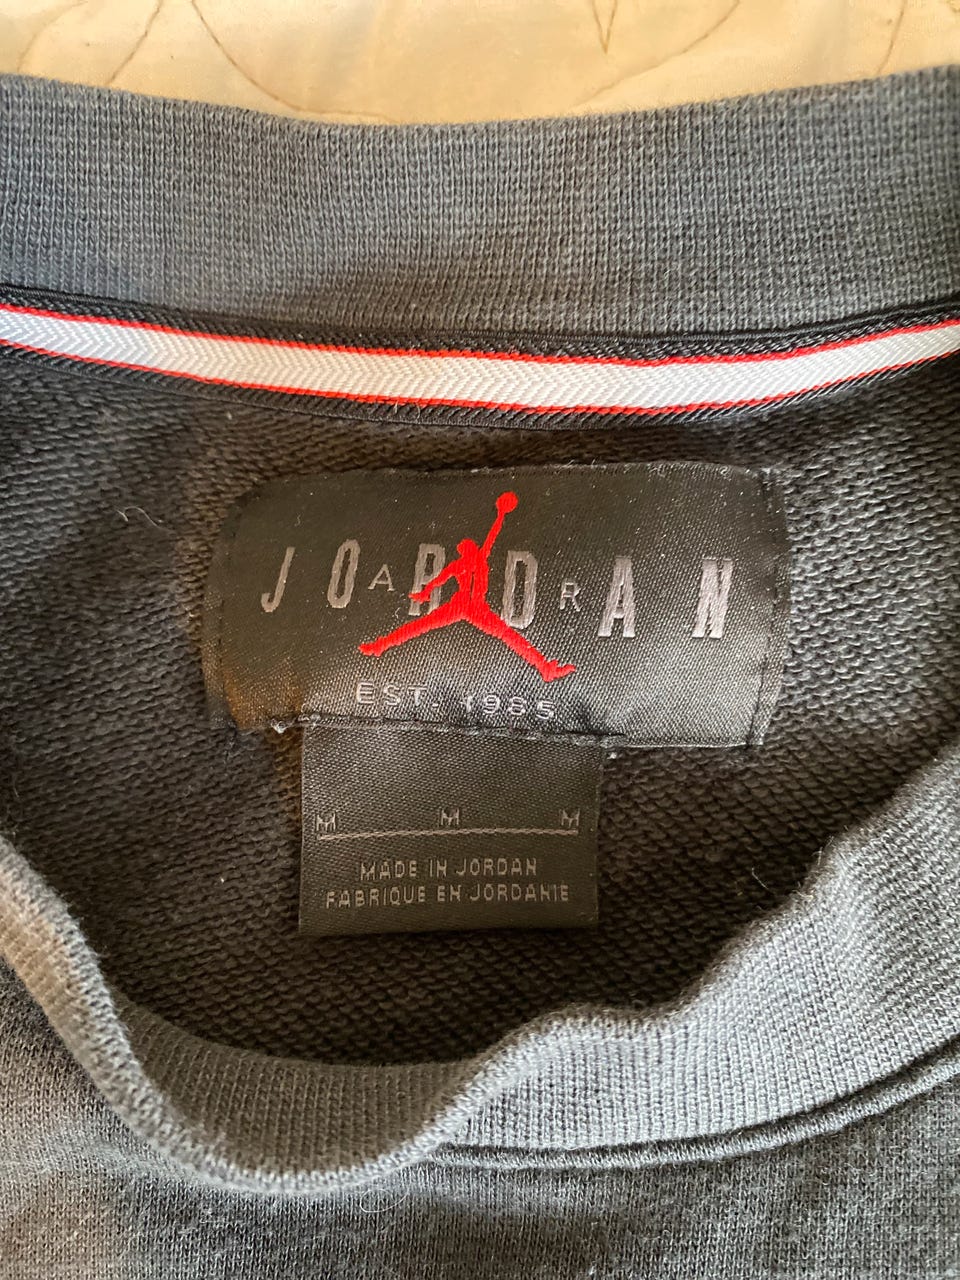 JORDAN
AIR
EST. 1985
M M M
MADE IN JORDAN
FABRIQUE EN JORDANIE